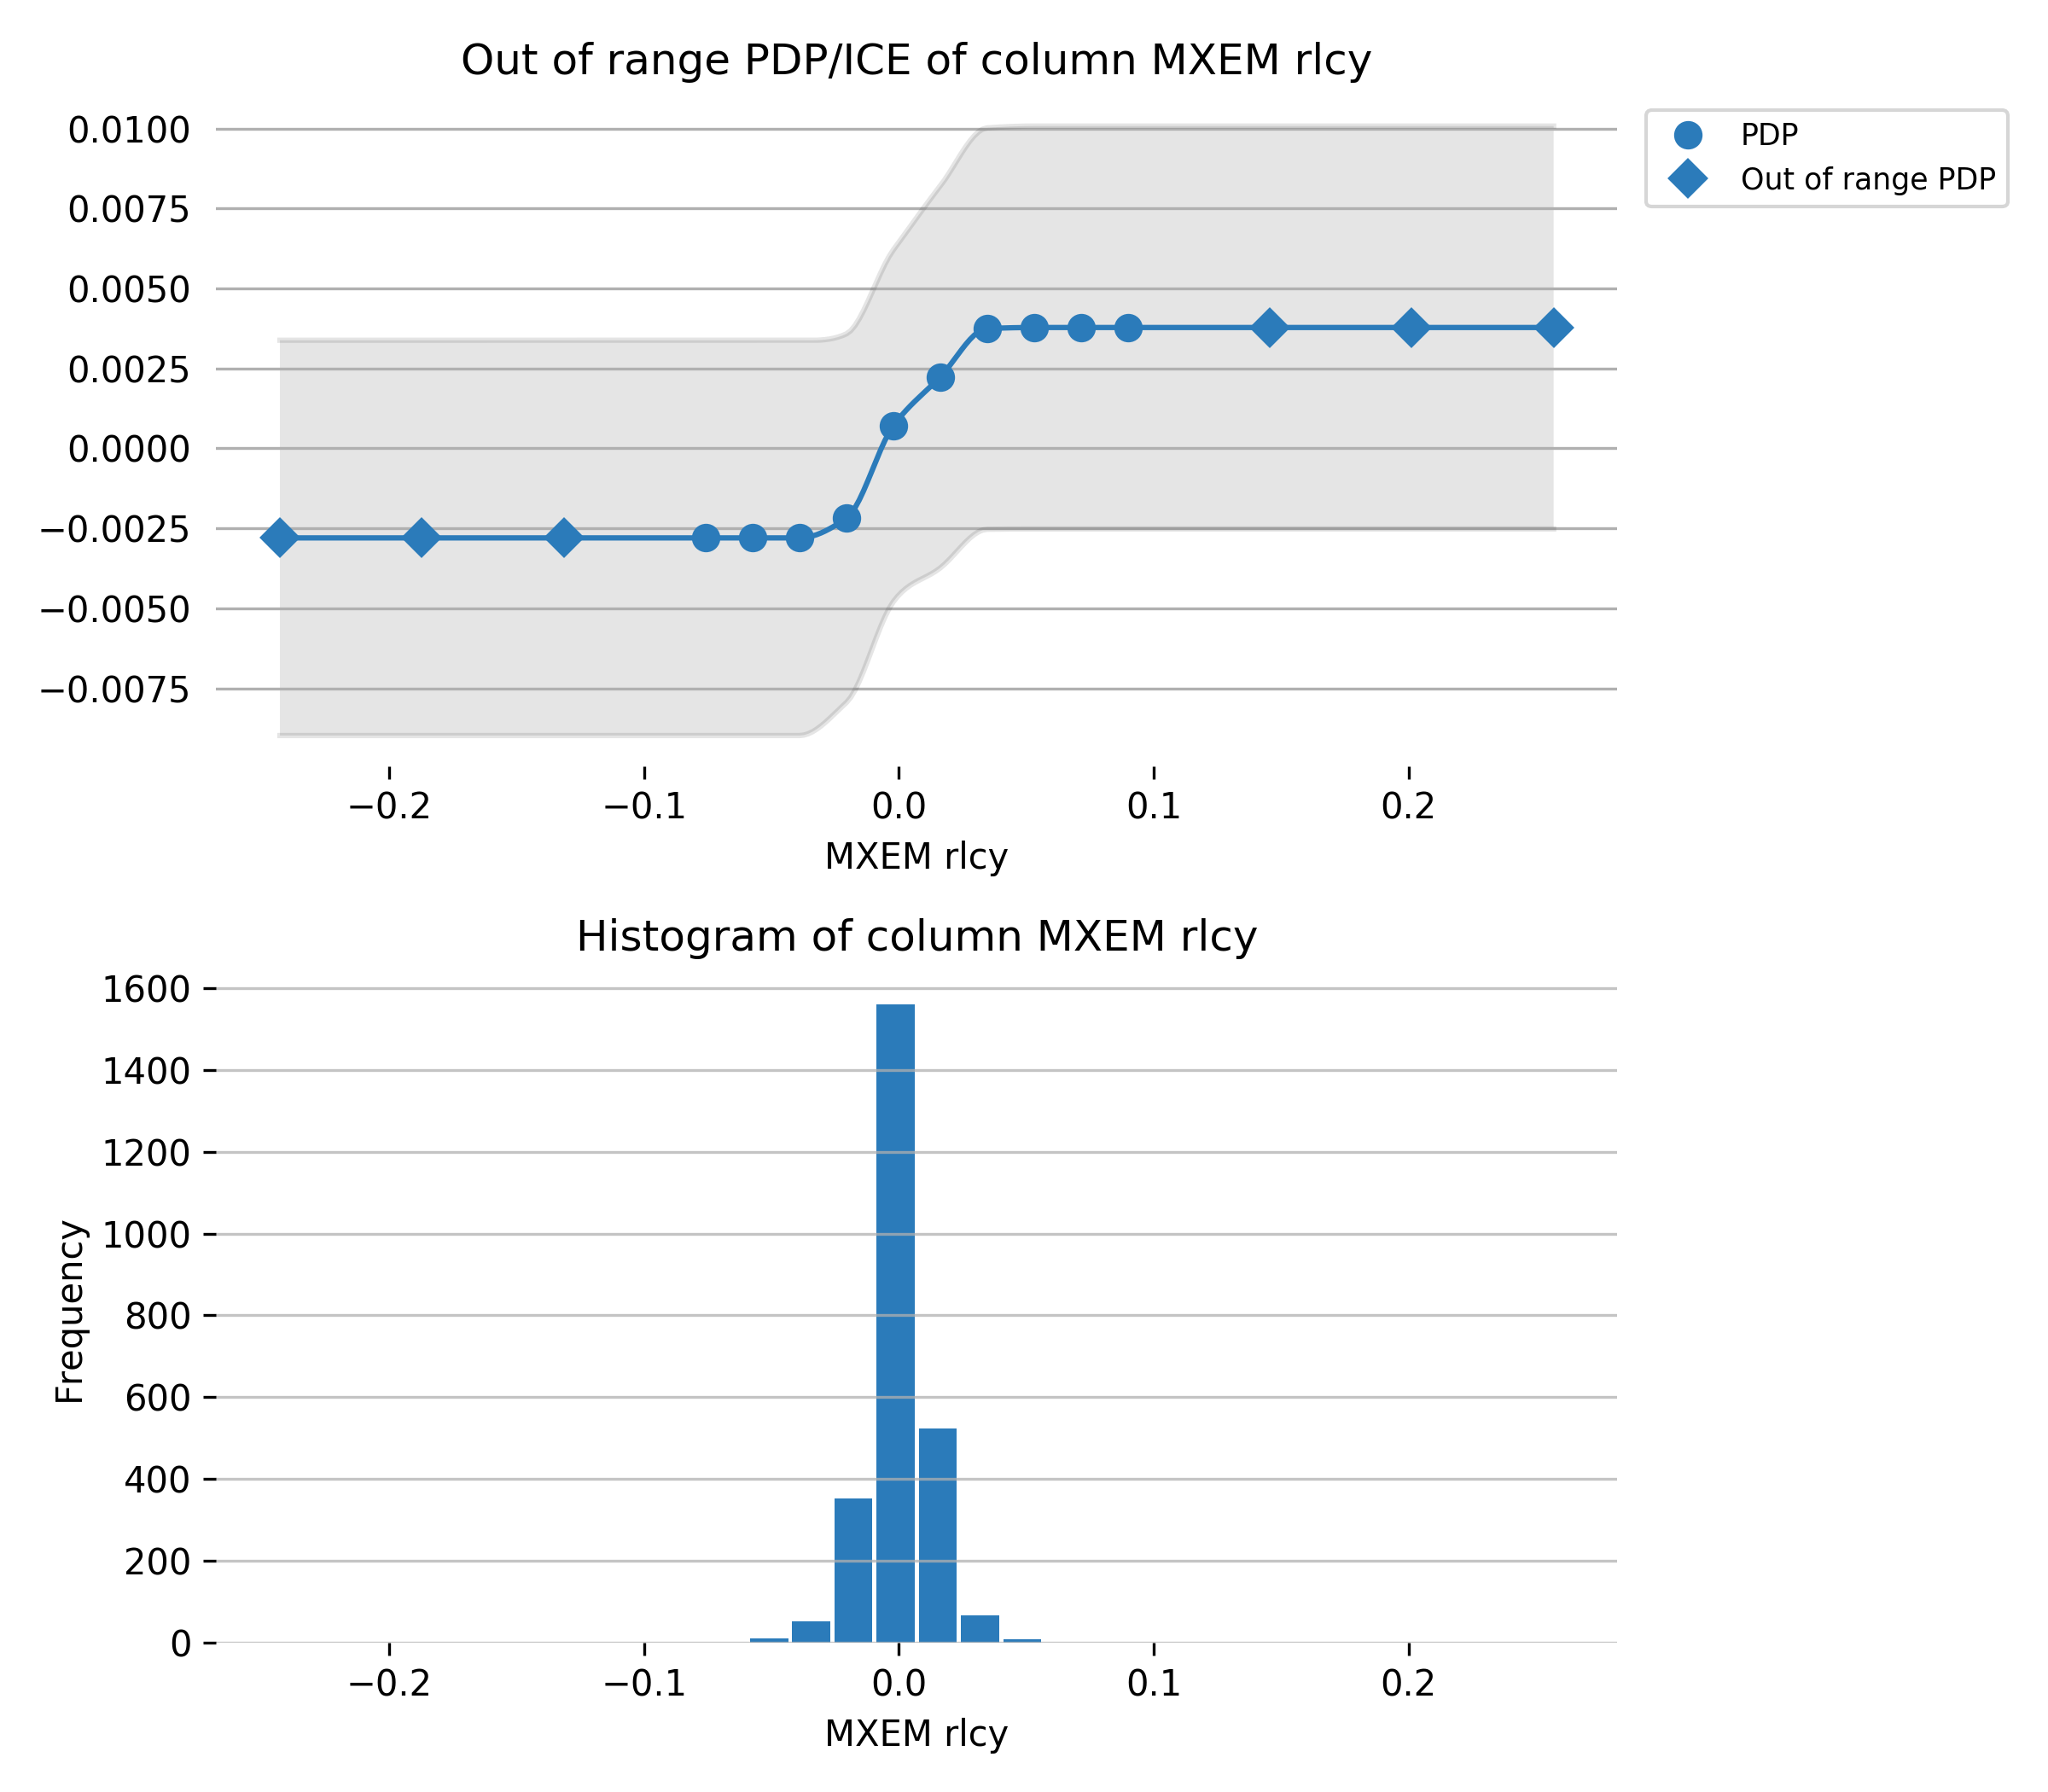 Out of range PDP/ICE of column MXEM rlcy
0.0100
0.0075
0.0050
0.0025
0.0000
−0.0025
−0.0050
−0.0075
−0.2 −0.1 0.0 0.1 0.2
MXEM rlcy
PDP
Out of range PDP
Histogram of column MXEM rlcy
Frequency
1600
1400
1200
1000
800
600
400
200
0
−0.2 −0.1 0.0 0.1 0.2
MXEM rlcy